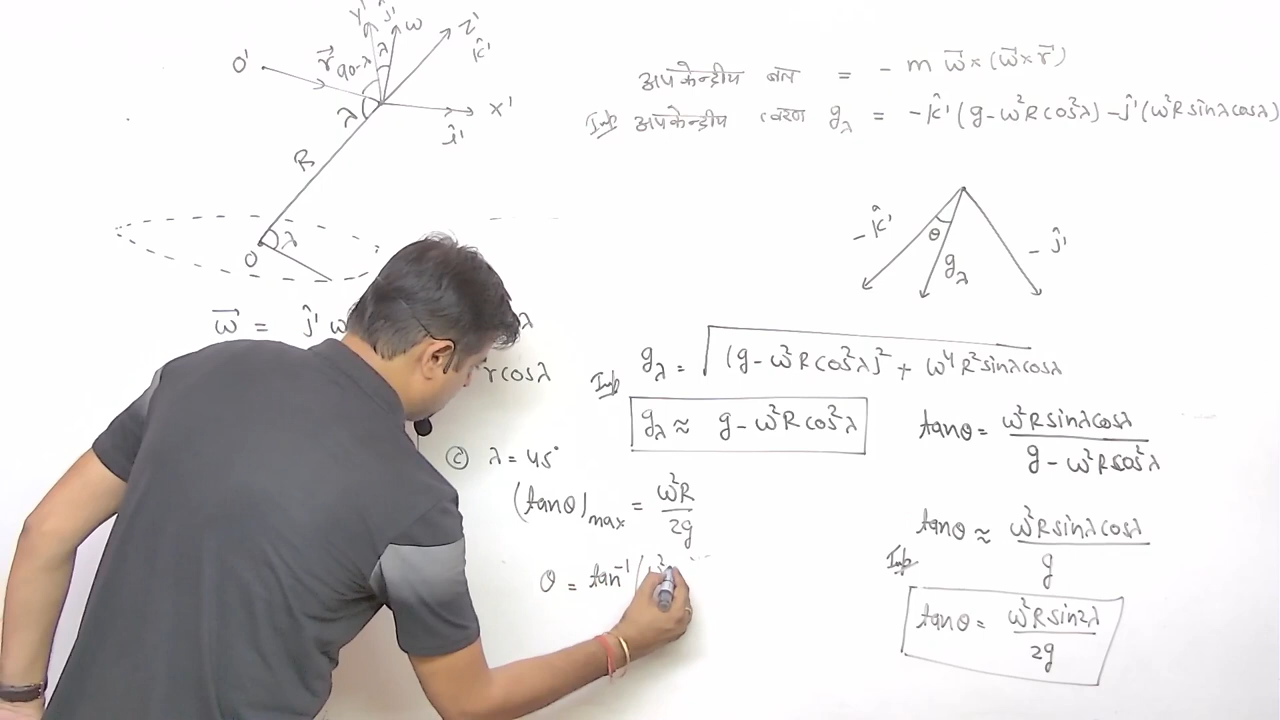 Y' ĵ' ω Z'
k̂'
O' r⃗ 90-λ λ
λ X'
î'
R
O λ
ω⃗ = ĵ' ω
λ
r cosλ
अपकेन्द्रीय बल = - m ω⃗ × (ω⃗ × r⃗)
Imp अपकेन्द्रीय त्वरण g_λ = -k̂' (g - ω²R cos²λ) - ĵ' (ω²R sinλ cosλ)
- k̂' θ g_λ - ĵ'
g_λ = √(g - ω²R cos²λ)² + ω⁴R² sinλ cosλ
Imp g_λ ≈ g - ω²R cos²λ
tanθ = ω²R sinλ cosλ / g - ω²R cos²λ
tanθ ≈ ω²R sinλ cosλ / g
Imp
tanθ = ω²R sin2λ / 2g
Ⓒ λ = 45°
(tanθ)max = ω²R / 2g
θ = tan⁻¹ (ω²